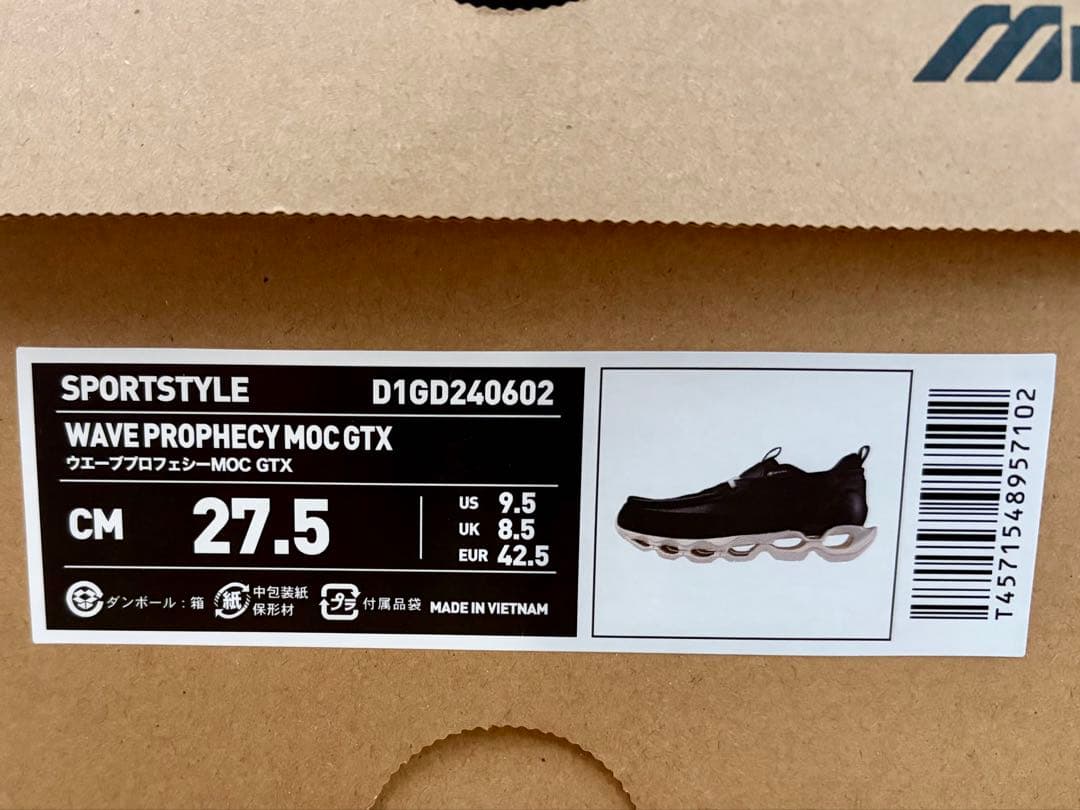 SPORTSTYLE D1GD240602
WAVE PROPHECY MOC GTX
ウエーブプロフェシーMOC GTX
CM 27.5
US 9.5
UK 8.5
EUR 42.5
ダンボール：箱
紙 中包装紙
保形材
プラ 付属品袋
MADE IN VIETNAM
T4571548957102